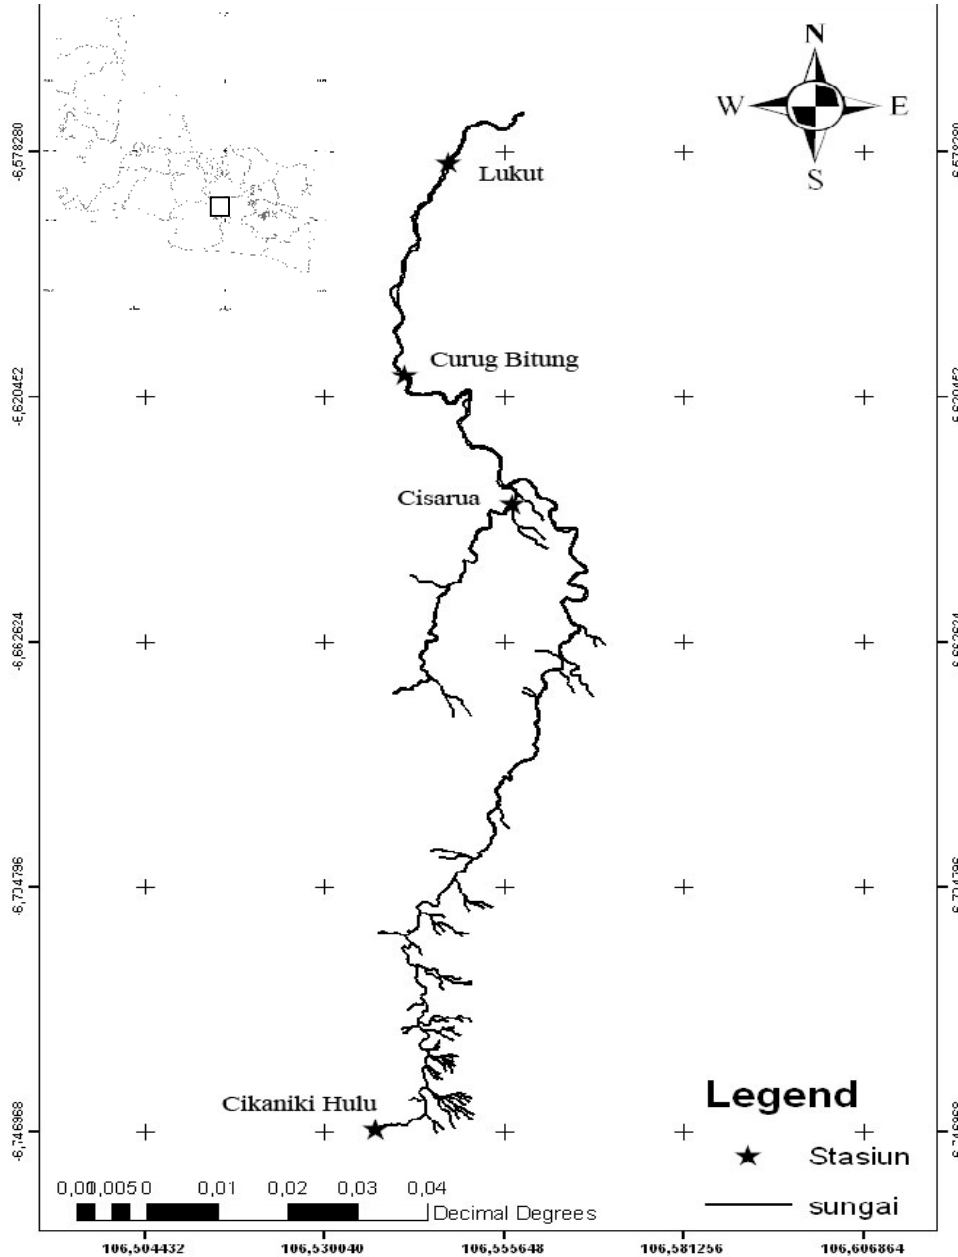 N
W E
S
-6,578280
Lukut
Curug Bitung
-6,620452
Cisarua
-6,662624
-6,704796
Cikaniki Hulu
-6,746968
Legend
Stasiun
sungai
0,01 0,005 0 0,01 0,02 0,03 0,04
Decimal Degrees
106,504432 106,530040 106,555648 106,581256 106,606864